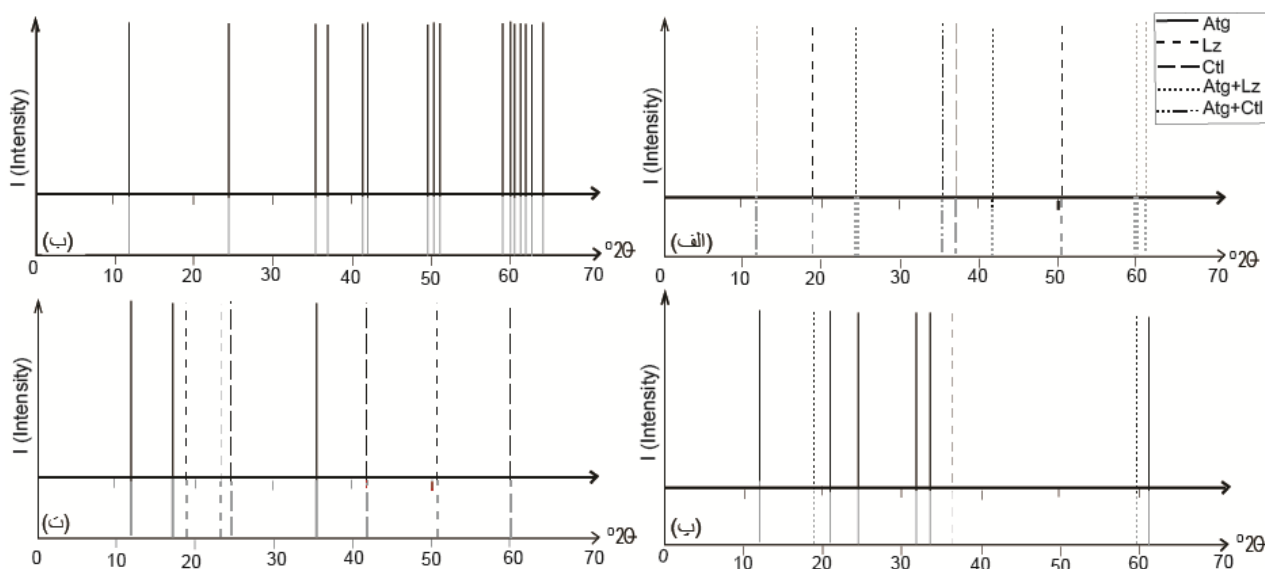 I (Intensity)
(ب)
0 10 20 30 40 50 60 70
°2θ
I (Intensity)
(الف)
0 10 20 30 40 50 60 70
°2θ
Atg
Lz
Ctl
Atg+Lz
Atg+Ctl
I (Intensity)
(ت)
0 10 20 30 40 50 60 70
°2θ
I (Intensity)
(ب)
0 10 20 30 40 50 60 70
°2θ